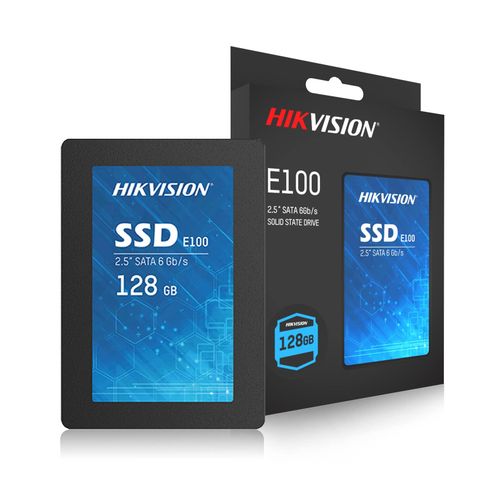 HIKVISION
SSD E100
2.5" SATA 6 Gb/s
128 GB
HIKVISION
E100
2.5" SATA 6Gb/s
SOLID STATE DRIVE
HIKVISION
128GB
HIKVISION
SSD E100
2.5" SATA 6 Gb/s